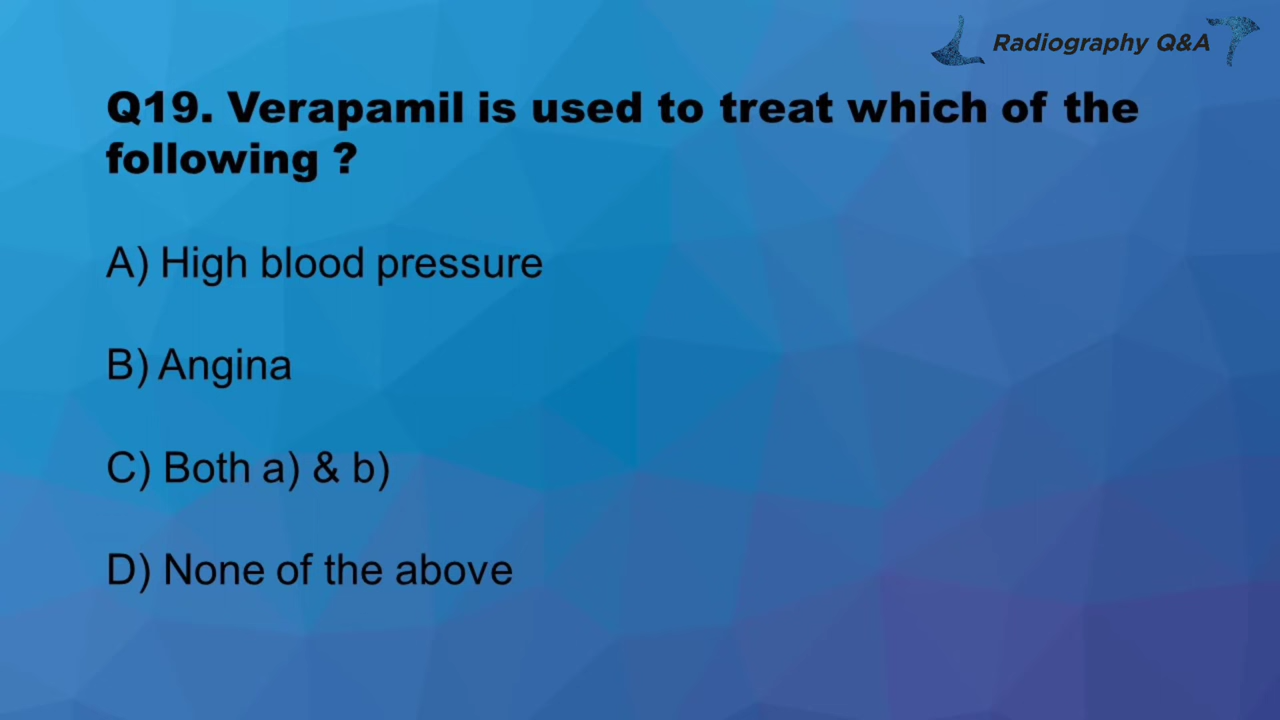 Radiography Q&A
Q19. Verapamil is used to treat which of the
following ?
A) High blood pressure
B) Angina
C) Both a) & b)
D) None of the above